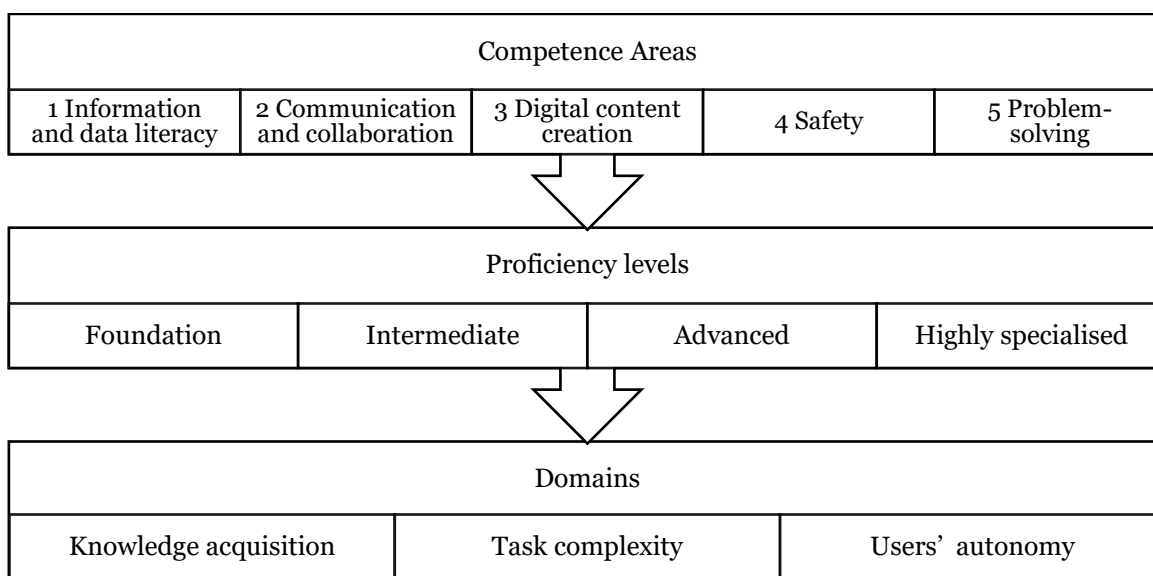 Competence Areas
1 Information
and data literacy
2 Communication
and collaboration
3 Digital content
creation
4 Safety
5 Problem-
solving
Proficiency levels
Foundation
Intermediate
Advanced
Highly specialised
Domains
Knowledge acquisition
Task complexity
Users’ autonomy